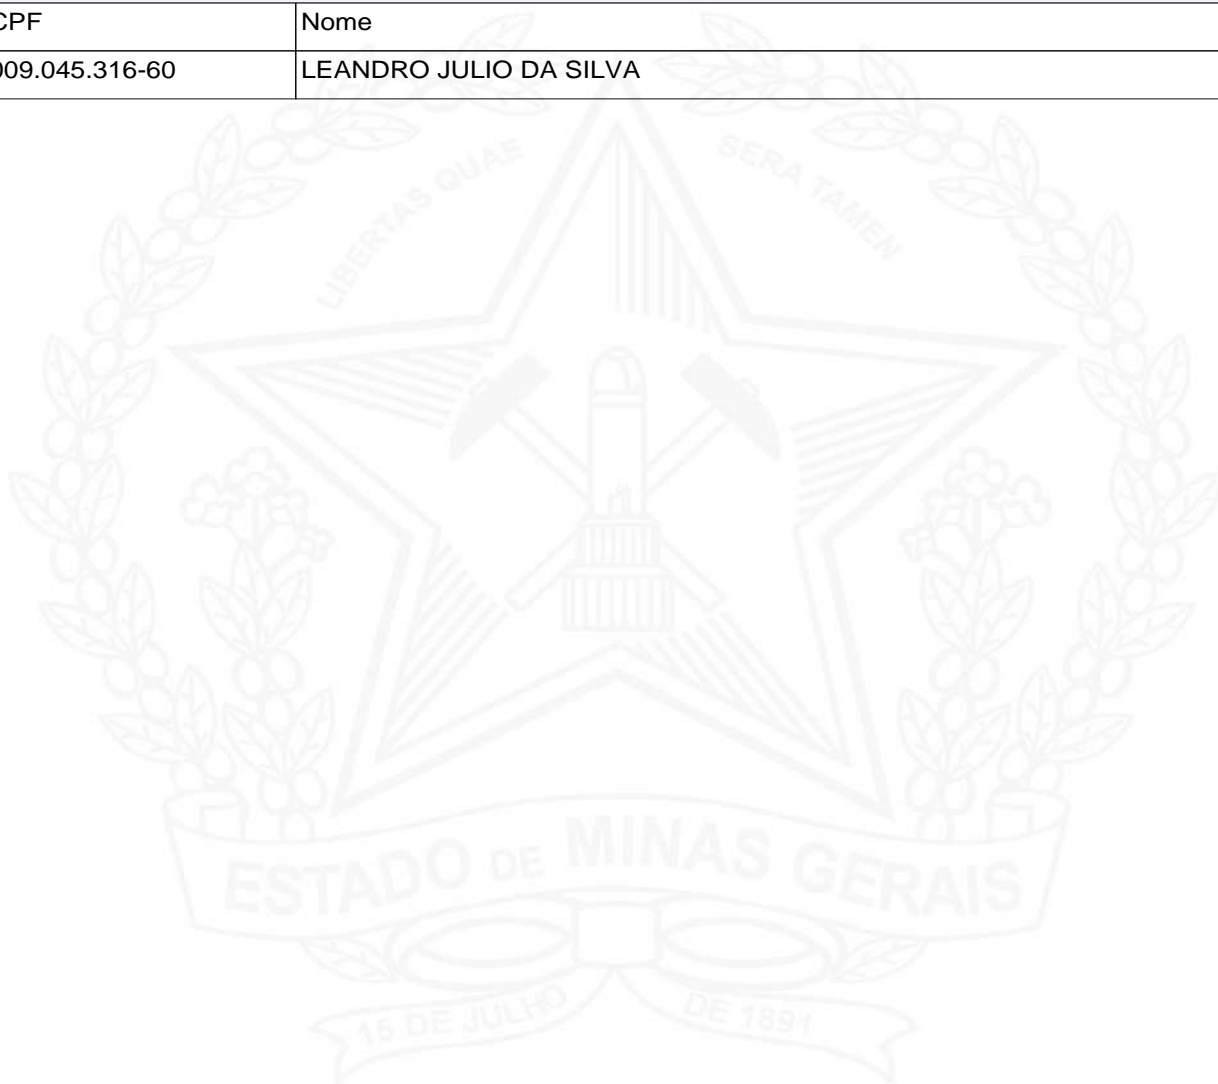 CPF Nome
009.045.316-60 LEANDRO JULIO DA SILVA
LIBERTAS QUAE SERA TAMEN
ESTADO DE MINAS GERAIS
15 DE JULHO DE 1891